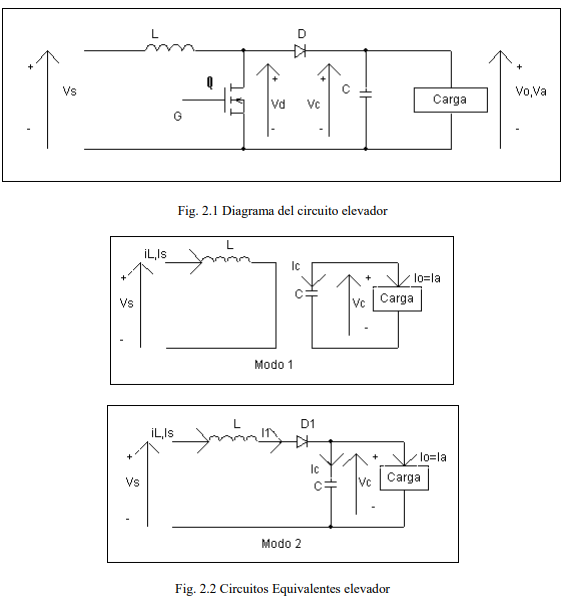 L D
+ Q + + C +
Vs Vd Vc Carga Vo,Va
G
- - - -
Fig. 2.1 Diagrama del circuito elevador
iL,Is L Ic Io=Ia
+ + C +
Vs Vc Carga
- -
Modo 1
iL,Is L I1 D1
+ Ic + Io=Ia
Vs C Vc Carga
- -
Modo 2
Fig. 2.2 Circuitos Equivalentes elevador